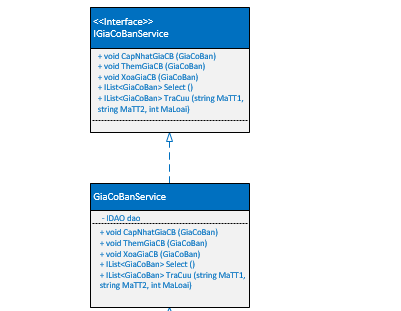 <<Interface>>
IGiaCoBanService
+ void CapNhatGiaCB (GiaCoBan)
+ void ThemGiaCB (GiaCoBan)
+ void XoaGiaCB (GiaCoBan)
+ IList<GiaCoBan> Select ()
+ IList<GiaCoBan> TraCuu (string MaTT1,
string MaTT2, int MaLoai)
GiaCoBanService
- IDAO dao
+ void CapNhatGiaCB (GiaCoBan)
+ void ThemGiaCB (GiaCoBan)
+ void XoaGiaCB (GiaCoBan)
+ IList<GiaCoBan> Select ()
+ IList<GiaCoBan> TraCuu (string MaTT1,
string MaTT2, int MaLoai)